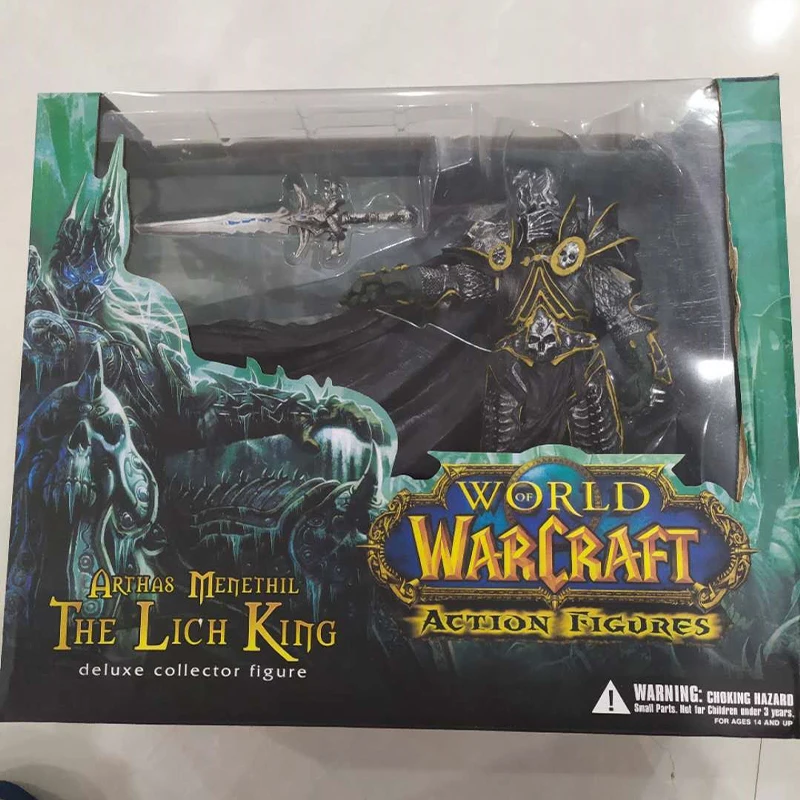 WORLD OF
WARCRAFT
ACTION FIGURES
ARTHAS MENETHIL
THE LICH KING
deluxe collector figure
WARNING: CHOKING HAZARD
Small Parts. Not for Children under 3 years.
FOR AGES 14 AND UP